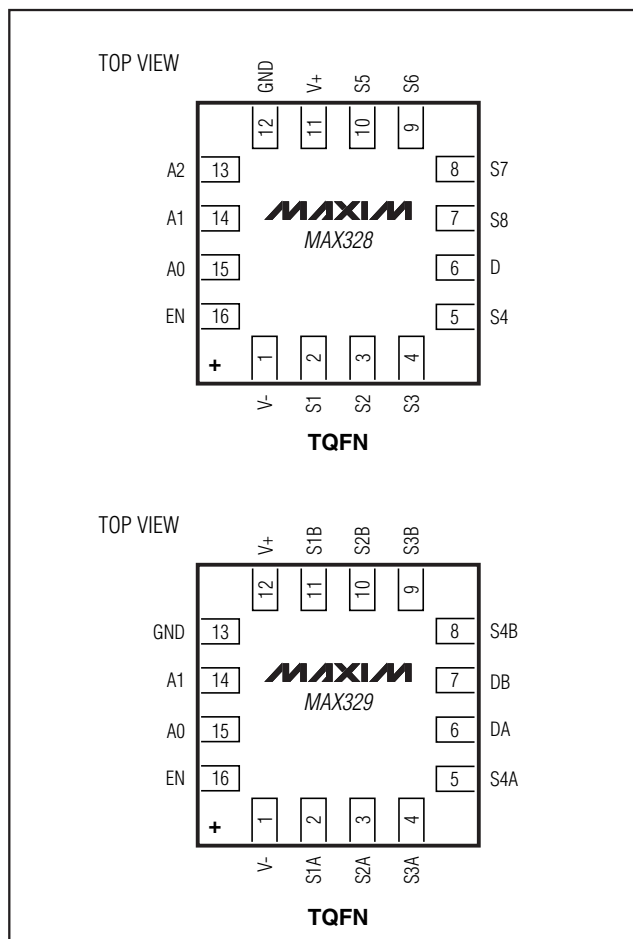 TOP VIEW
GND V+ S5 S6
12 11 10 9
A2 13 8 S7
A1 14 MAXIM 7 S8
MAX328
A0 15 6 D
EN 16 5 S4
+ 1 2 3 4
V- S1 S2 S3
TQFN
TOP VIEW
V+ S1B S2B S3B
12 11 10 9
GND 13 8 S4B
A1 14 MAXIM 7 DB
MAX329
A0 15 6 DA
EN 16 5 S4A
+ 1 2 3 4
V- S1A S2A S3A
TQFN